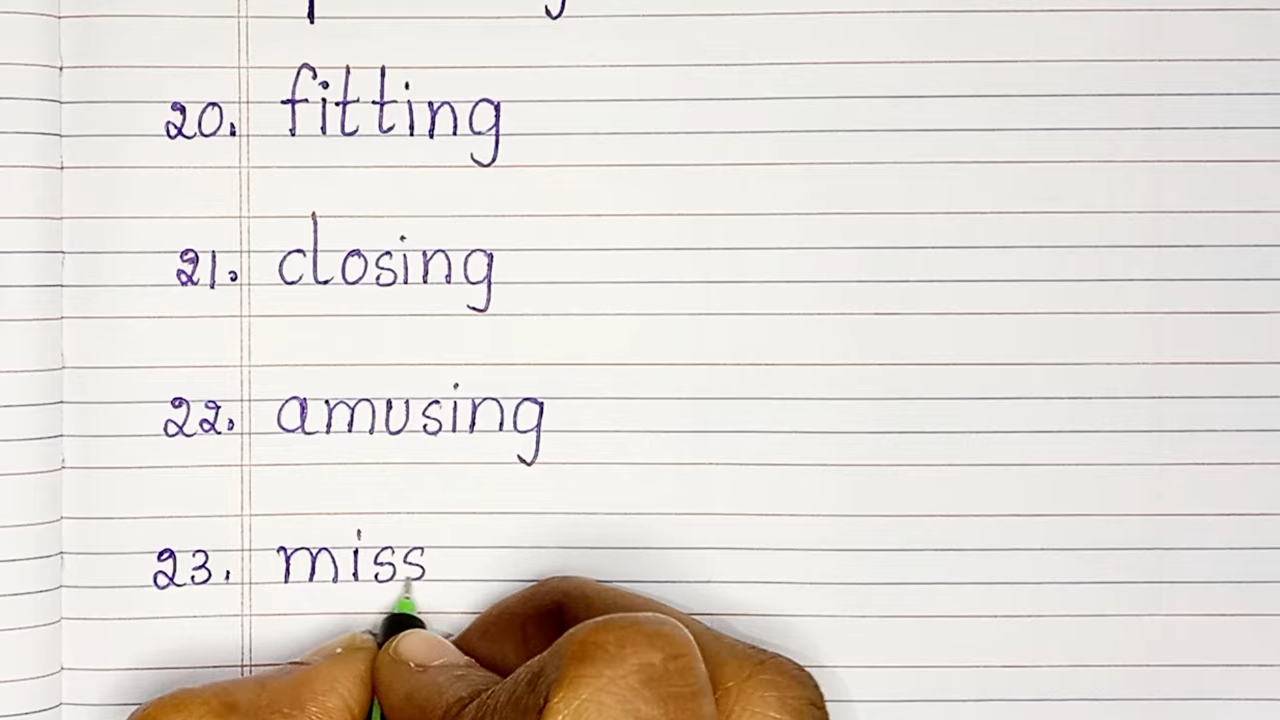 20. fitting
21. closing
22. amusing
23. miss